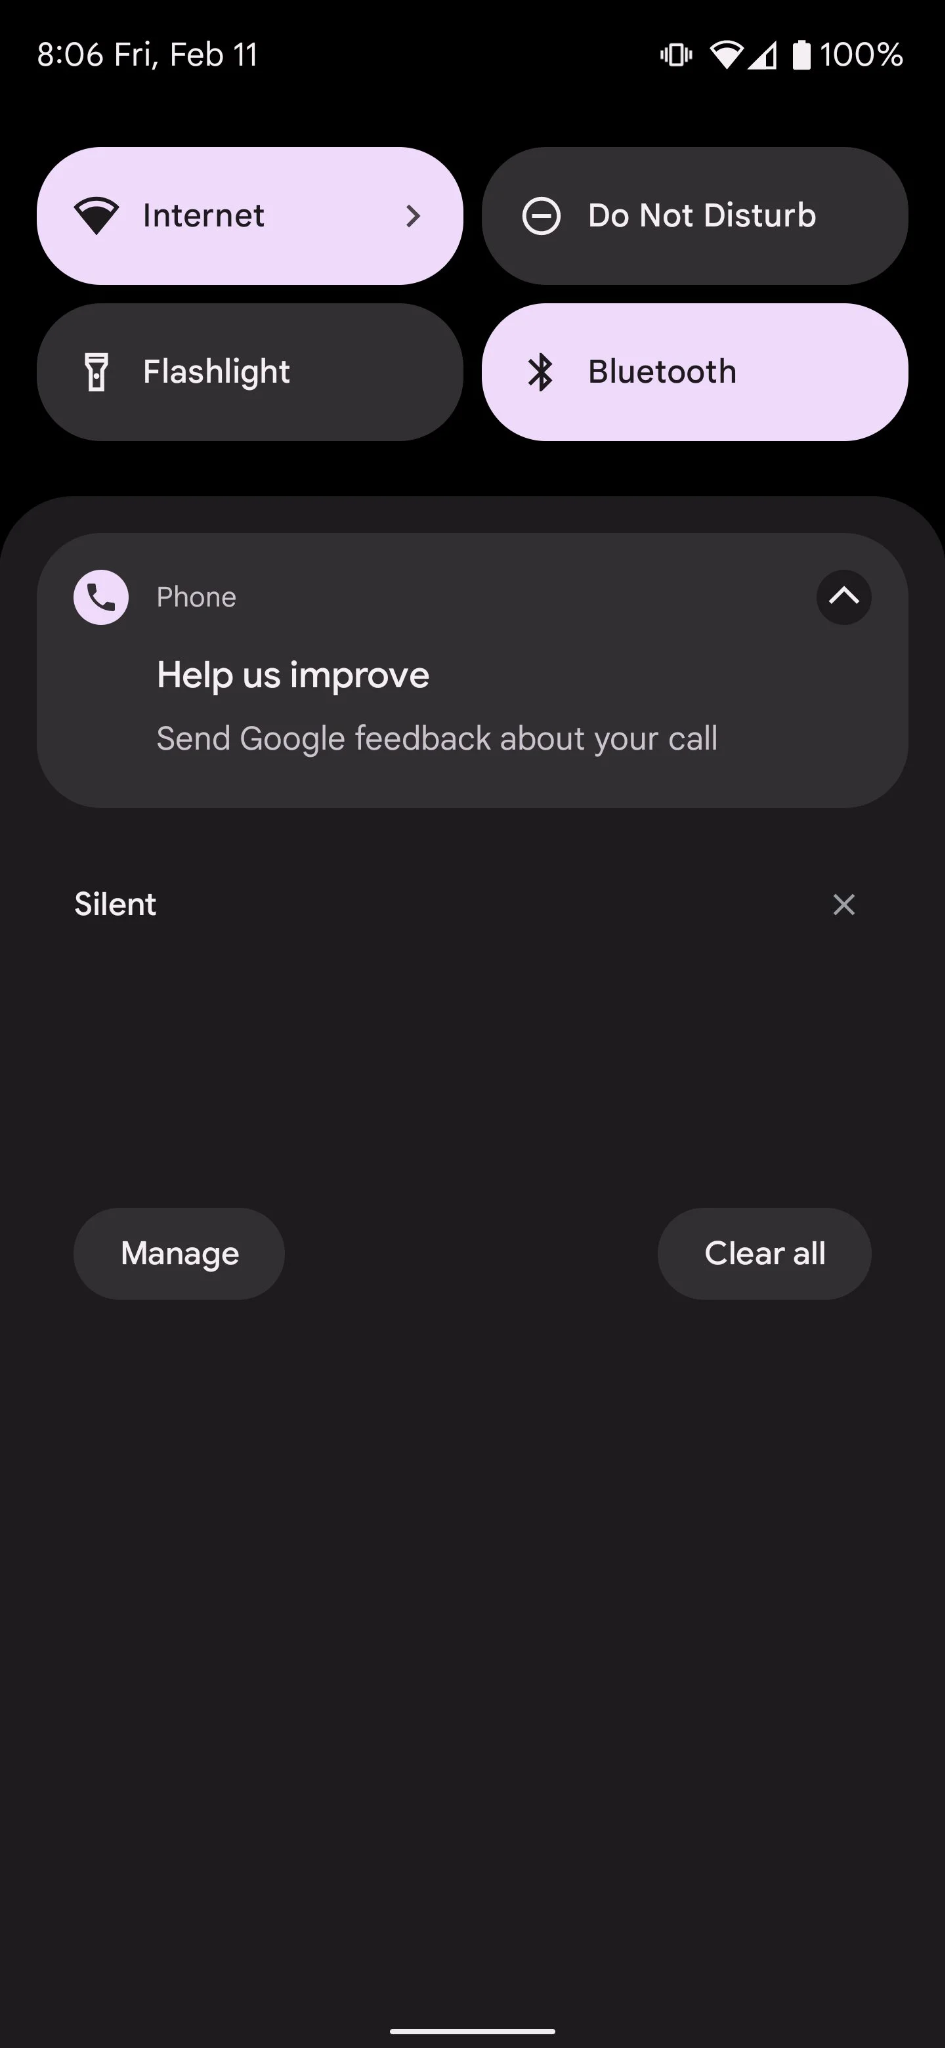 8:06 Fri, Feb 11 100%
Internet
Do Not Disturb
Flashlight
Bluetooth
Phone
Help us improve
Send Google feedback about your call
Silent
Manage
Clear all